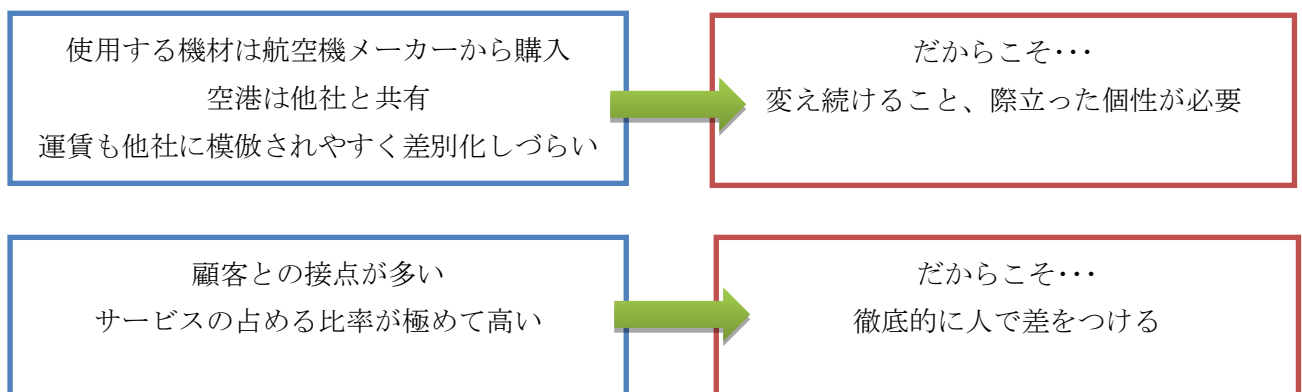 使用する機材は航空機メーカーから購入
空港は他社と共有
運賃も他社に模倣されやすく差別化しづらい
だからこそ･･･
変え続けること、際立った個性が必要
顧客との接点が多い
サービスの占める比率が極めて高い
だからこそ･･･
徹底的に人で差をつける